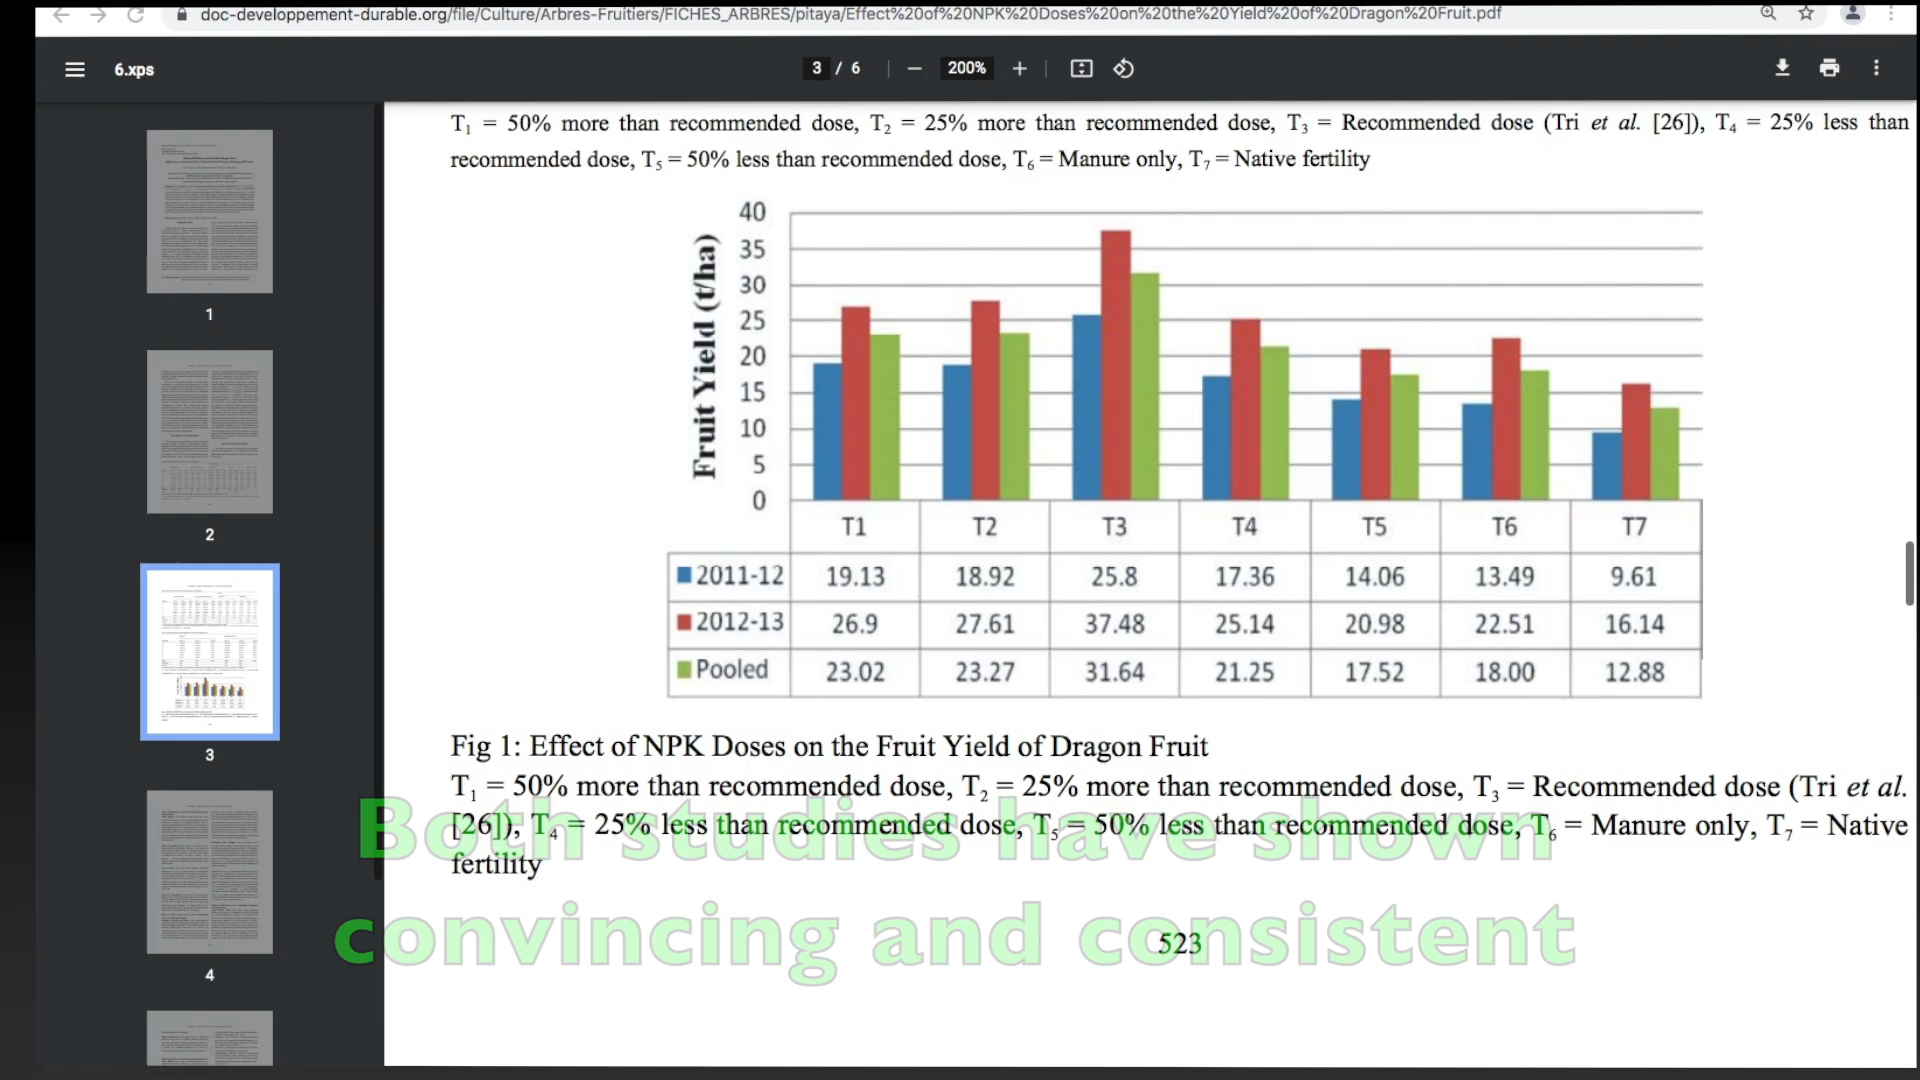 doc-developpement-durable.org/file/Culture/Arbres-Fruitiers/FICHES_ARBRES/pitaya/Effect%20of%20NPK%20Doses%20on%20the%20Yield%20of%20Dragon%20Fruit.pdf
6.xps
3 / 6
200%
1
2
3
4
T1 = 50% more than recommended dose, T2 = 25% more than recommended dose, T3 = Recommended dose (Tri et al. [26]), T4 = 25% less than
recommended dose, T5 = 50% less than recommended dose, T6 = Manure only, T7 = Native fertility
Fruit Yield (t/ha)
40
35
30
25
20
15
10
5
0
T1 T2 T3 T4 T5 T6 T7
2011-12 19.13 18.92 25.8 17.36 14.06 13.49 9.61
2012-13 26.9 27.61 37.48 25.14 20.98 22.51 16.14
Pooled 23.02 23.27 31.64 21.25 17.52 18.00 12.88
Fig 1: Effect of NPK Doses on the Fruit Yield of Dragon Fruit
T1 = 50% more than recommended dose, T2 = 25% more than recommended dose, T3 = Recommended dose (Tri et al.
[26]), T4 = 25% less than recommended dose, T5 = 50% less than recommended dose, T6 = Manure only, T7 = Native
fertility
523
Both studies have shown
convincing and consistent